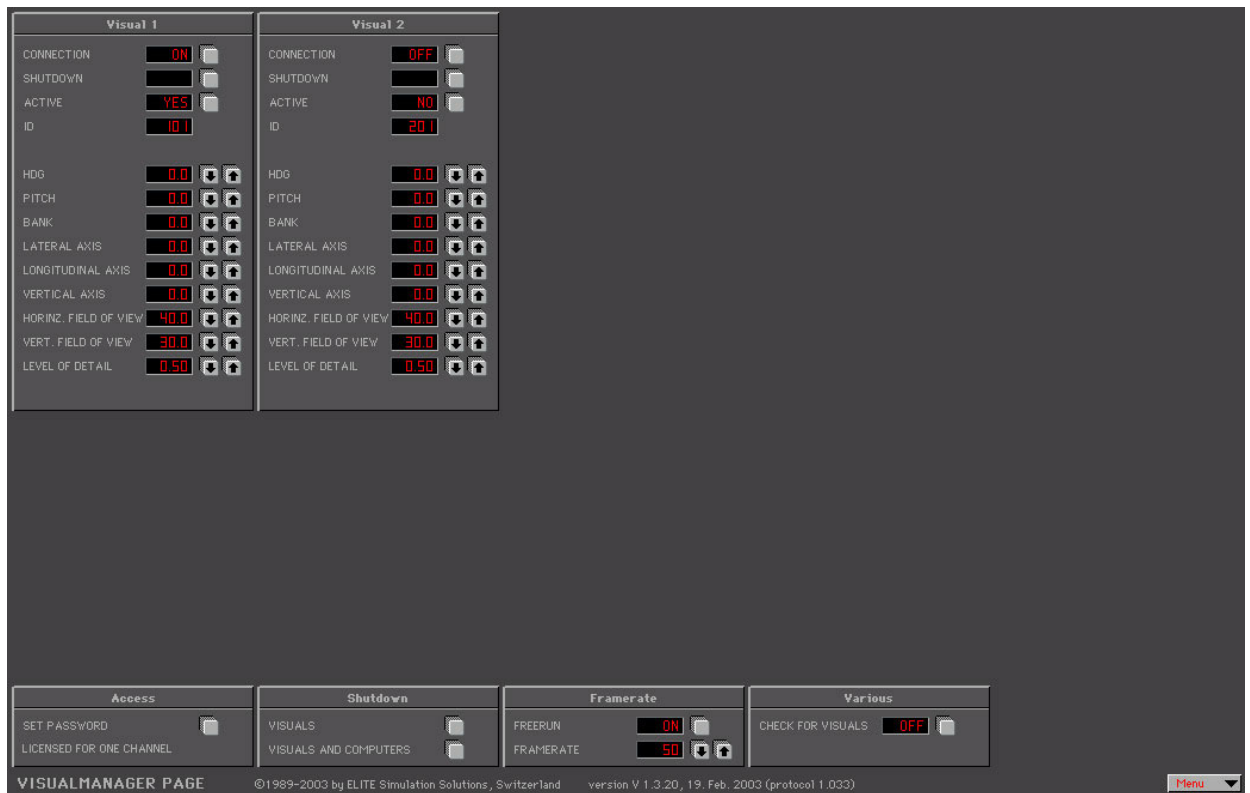 Visual 1
CONNECTION ON
SHUTDOWN
ACTIVE YES
ID 101
HDG 0.0
PITCH 0.0
BANK 0.0
LATERAL AXIS 0.0
LONGITUDINAL AXIS 0.0
VERTICAL AXIS 0.0
HORINZ. FIELD OF VIEW 40.0
VERT. FIELD OF VIEW 30.0
LEVEL OF DETAIL 0.50
Visual 2
CONNECTION OFF
SHUTDOWN
ACTIVE NO
ID 201
HDG 0.0
PITCH 0.0
BANK 0.0
LATERAL AXIS 0.0
LONGITUDINAL AXIS 0.0
VERTICAL AXIS 0.0
HORINZ. FIELD OF VIEW 40.0
VERT. FIELD OF VIEW 30.0
LEVEL OF DETAIL 0.50
Access
SET PASSWORD
LICENSED FOR ONE CHANNEL
Shutdown
VISUALS
VISUALS AND COMPUTERS
Framerate
FREERUN ON
FRAMERATE 50
Various
CHECK FOR VISUALS OFF
VISUALMANAGER PAGE ©1989-2003 by ELITE Simulation Solutions, Switzerland version V 1.3.20, 19. Feb. 2003 (protocol 1.033) Menu